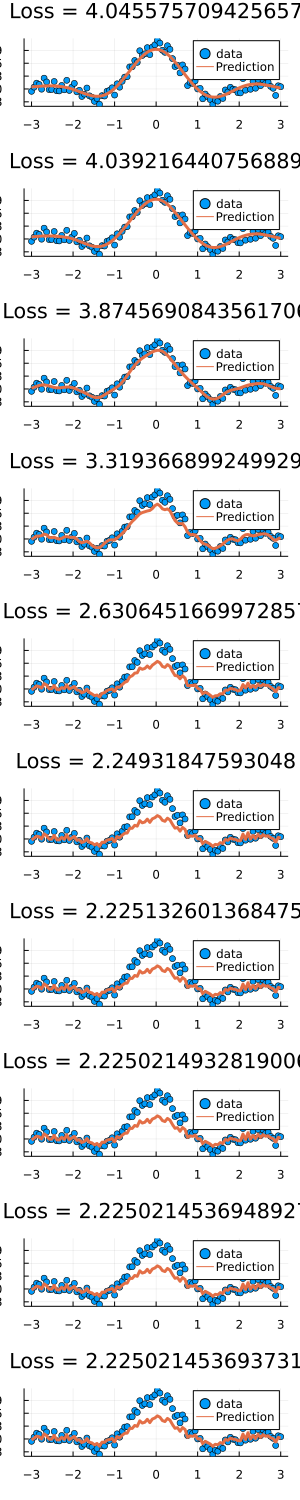 Loss = 4.045575709425657
data
Prediction
−3 −2 −1 0 1 2 3
Loss = 4.039216440756889
data
Prediction
−3 −2 −1 0 1 2 3
Loss = 3.8745690843561706
data
Prediction
−3 −2 −1 0 1 2 3
Loss = 3.319366899249929
data
Prediction
−3 −2 −1 0 1 2 3
Loss = 2.6306451669972857
data
Prediction
−3 −2 −1 0 1 2 3
Loss = 2.24931847593048
data
Prediction
−3 −2 −1 0 1 2 3
Loss = 2.225132601368475
data
Prediction
−3 −2 −1 0 1 2 3
Loss = 2.2250214932819006
data
Prediction
−3 −2 −1 0 1 2 3
Loss = 2.2250214536948927
data
Prediction
−3 −2 −1 0 1 2 3
Loss = 2.225021453693731
data
Prediction
−3 −2 −1 0 1 2 3